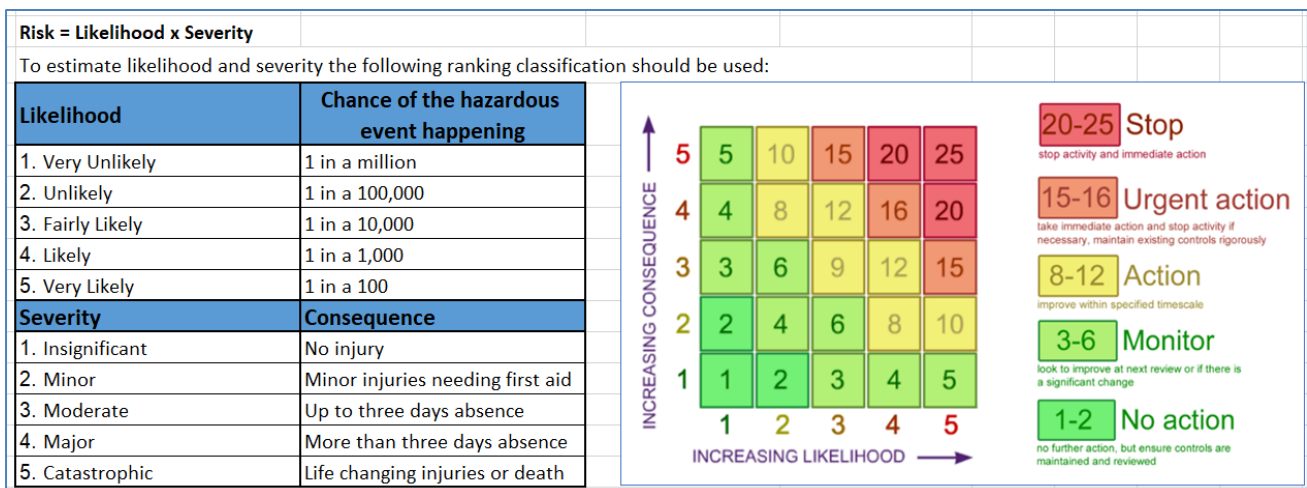 Risk = Likelihood x Severity
To estimate likelihood and severity the following ranking classification should be used:
Likelihood Chance of the hazardous
event happening
1. Very Unlikely 1 in a million
2. Unlikely 1 in a 100,000
3. Fairly Likely 1 in a 10,000
4. Likely 1 in a 1,000
5. Very Likely 1 in a 100
Severity Consequence
1. Insignificant No injury
2. Minor Minor injuries needing first aid
3. Moderate Up to three days absence
4. Major More than three days absence
5. Catastrophic Life changing injuries or death
INCREASING CONSEQUENCE
5 5 10 15 20 25
4 4 8 12 16 20
3 3 6 9 12 15
2 2 4 6 8 10
1 1 2 3 4 5
1 2 3 4 5
INCREASING LIKELIHOOD
20-25 Stop
stop activity and immediate action
15-16 Urgent action
take immediate action and stop activity if
necessary, maintain existing controls rigorously
8-12 Action
improve within specified timescale
3-6 Monitor
look to improve at next review or if there is
a significant change
1-2 No action
no further action, but ensure controls are
maintained and reviewed